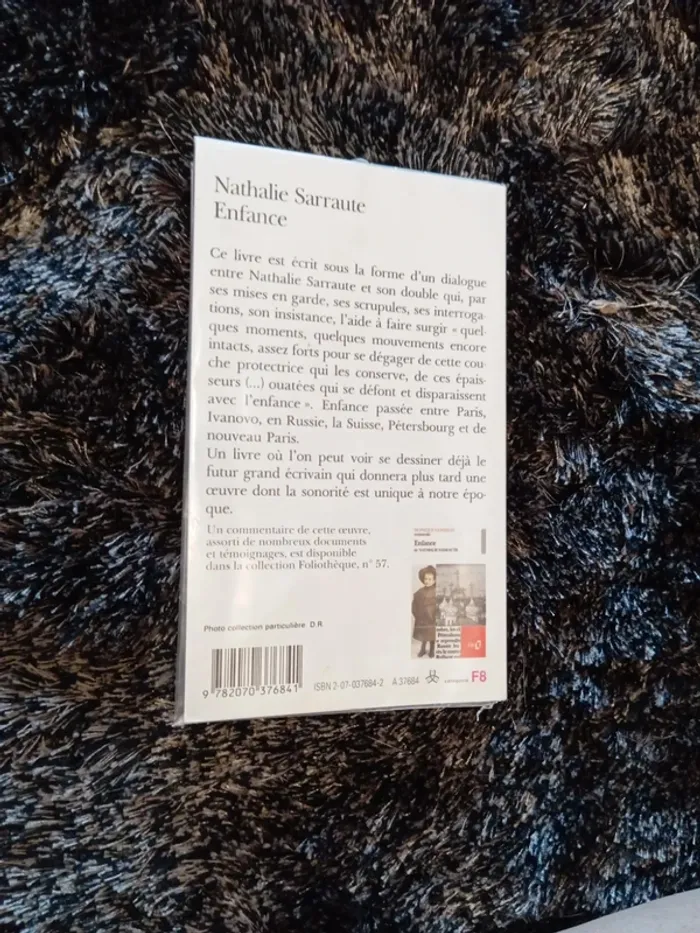 Nathalie Sarraute
Enfance
Ce livre est écrit sous la forme d'un dialogue
entre Nathalie Sarraute et son double qui, par
ses mises en garde, ses scrupules, ses interroga-
tions, son insistance, l'aide à faire surgir « quel-
ques moments, quelques mouvements encore
intacts, assez forts pour se dégager de cette cou-
che protectrice qui les conserve, de ces épais-
seurs (...) ouatées qui se défont et disparaissent
avec l'enfance ». Enfance passée entre Paris,
Ivanovo, en Russie, la Suisse, Pétersbourg et de
nouveau Paris.
Un livre où l'on peut voir se dessiner déjà le
futur grand écrivain qui donnera plus tard une
œuvre dont la sonorité est unique à notre épo-
que.
Un commentaire de cette œuvre,
assorti de nombreux documents
et témoignages, est disponible
dans la collection Foliothèque, n° 57.
Enfance
Photo collection particulière D.R.
9 782070 376841
ISBN 2-07-037684-2 A 37684
F8